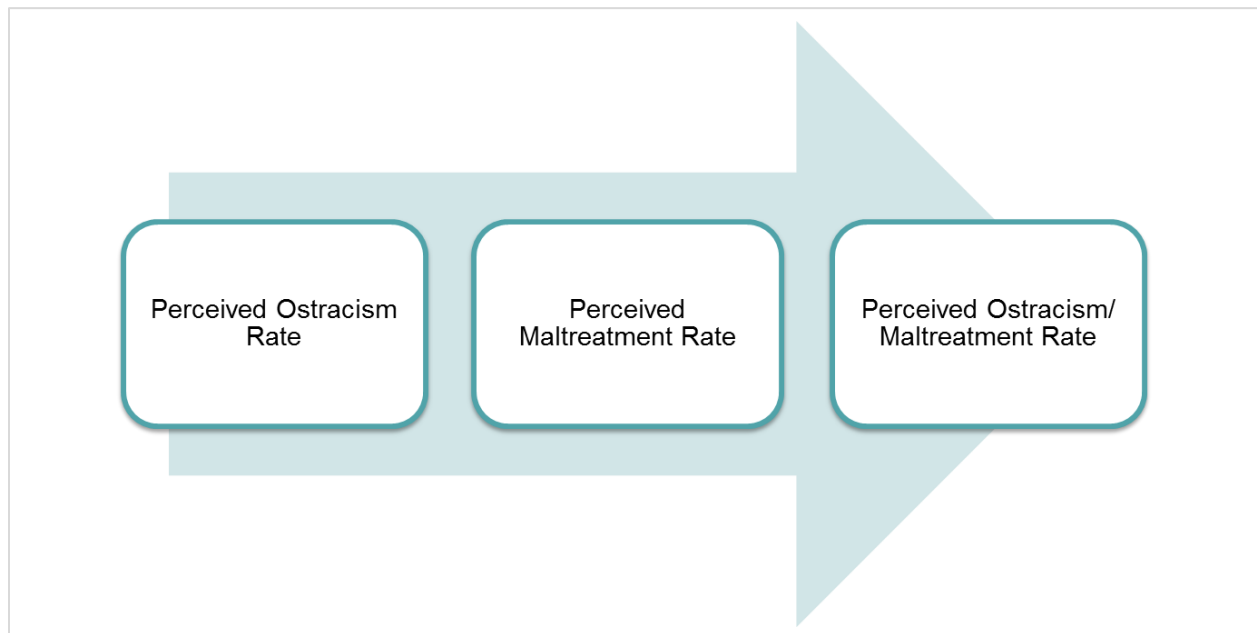 Perceived Ostracism
Rate
Perceived
Maltreatment Rate
Perceived Ostracism/
Maltreatment Rate